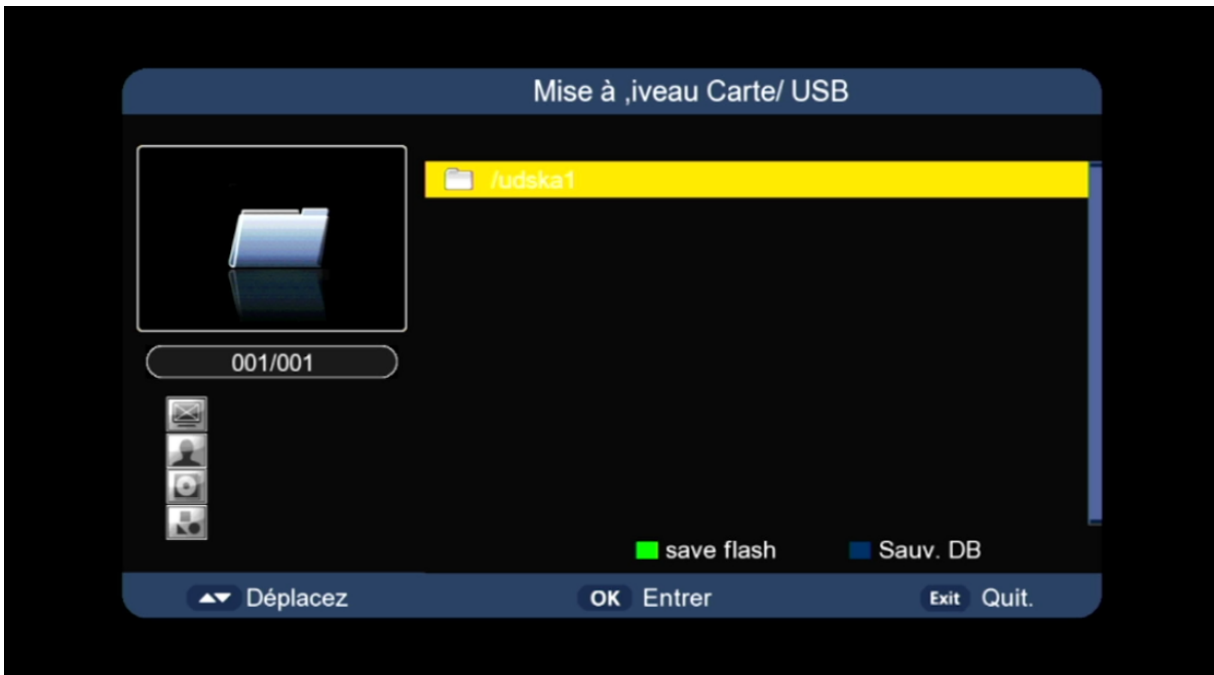 Mise à ,iveau Carte/ USB
/udska1
001/001
save flash
Sauv. DB
Déplacez
OK Entrer
Exit Quit.